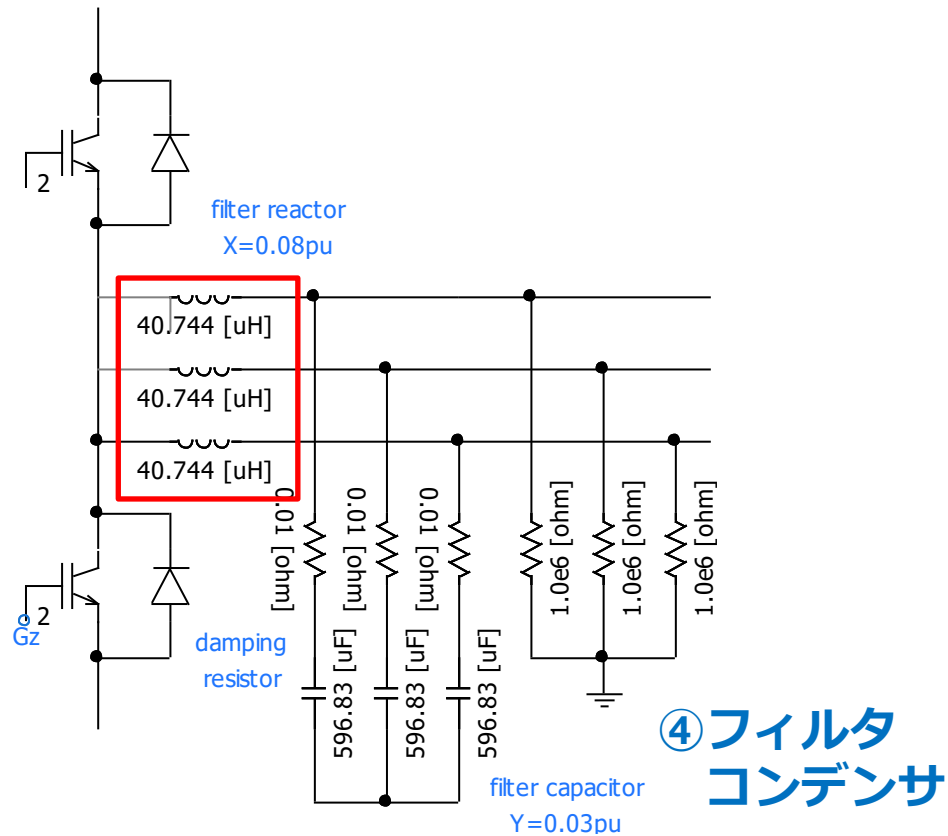 2
filter reactor
X=0.08pu
40.744 [uH]
40.744 [uH]
40.744 [uH]
0.01 [ohm]
0.01 [ohm]
0.01 [ohm]
1.0e6 [ohm]
1.0e6 [ohm]
1.0e6 [ohm]
2
Gz
damping
resistor
596.83 [uF]
596.83 [uF]
596.83 [uF]
④フィルタ
コンデンサ
filter capacitor
Y=0.03pu